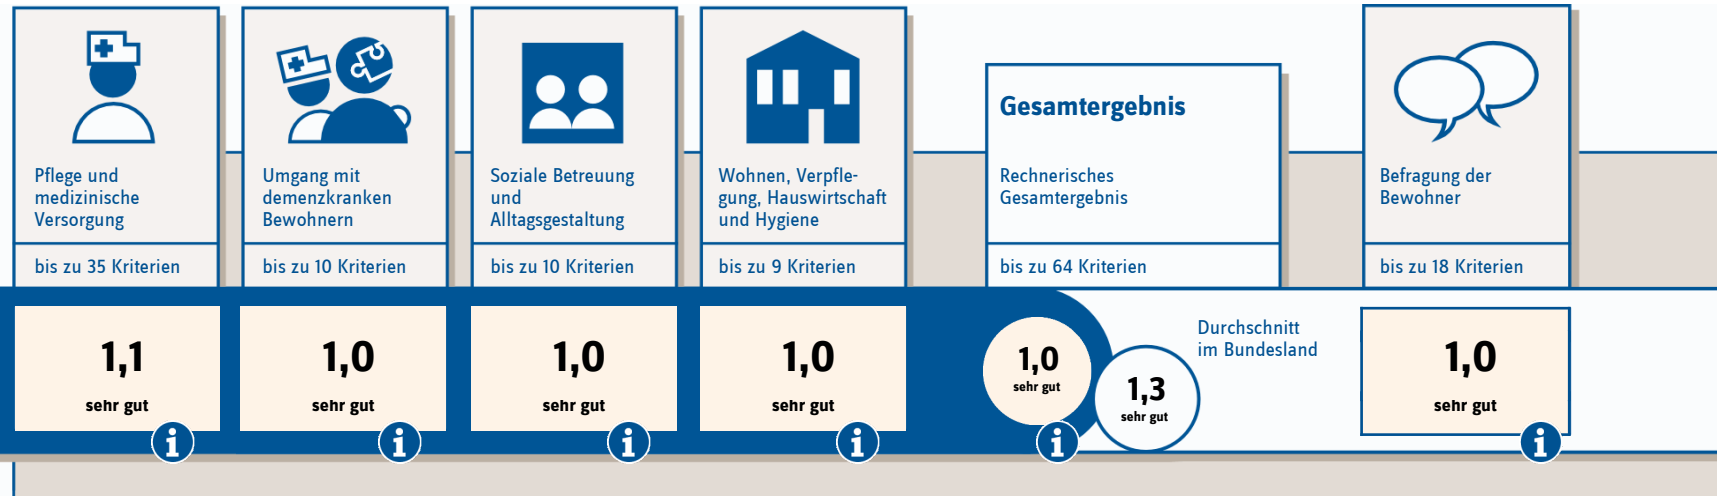 Pflege und
medizinische
Versorgung
bis zu 35 Kriterien
1,1
sehr gut
i
Umgang mit
demenzkranken
Bewohnern
bis zu 10 Kriterien
1,0
sehr gut
i
Soziale Betreuung
und
Alltagsgestaltung
bis zu 10 Kriterien
1,0
sehr gut
i
Wohnen, Verpfle-
gung, Hauswirtschaft
und Hygiene
bis zu 9 Kriterien
1,0
sehr gut
i
Gesamtergebnis
Rechnerisches
Gesamtergebnis
bis zu 64 Kriterien
1,0
sehr gut
i
1,3
sehr gut
Durchschnitt
im Bundesland
Befragung der
Bewohner
bis zu 18 Kriterien
1,0
sehr gut
i